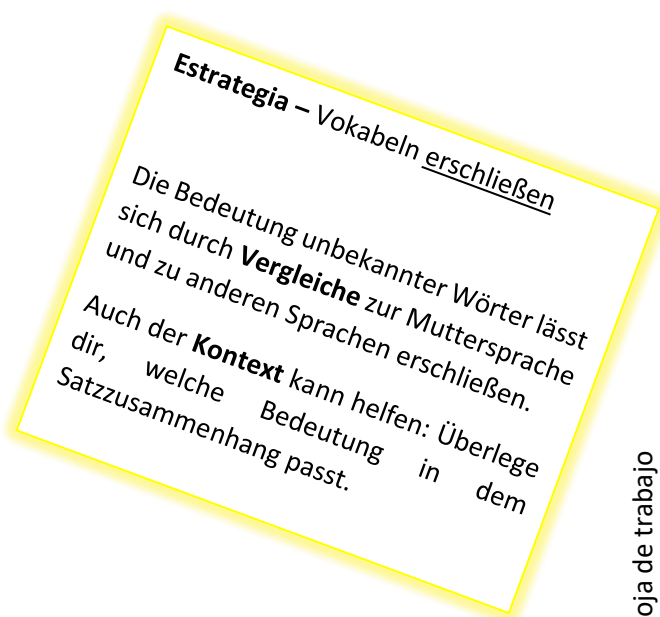 Estrategia – Vokabeln erschließen
Die Bedeutung unbekannter Wörter lässt
sich durch Vergleiche zur Muttersprache
und zu anderen Sprachen erschließen.
Auch der Kontext kann helfen: Überlege
dir, welche Bedeutung in dem
Satzzusammenhang passt.
oja de trabajo